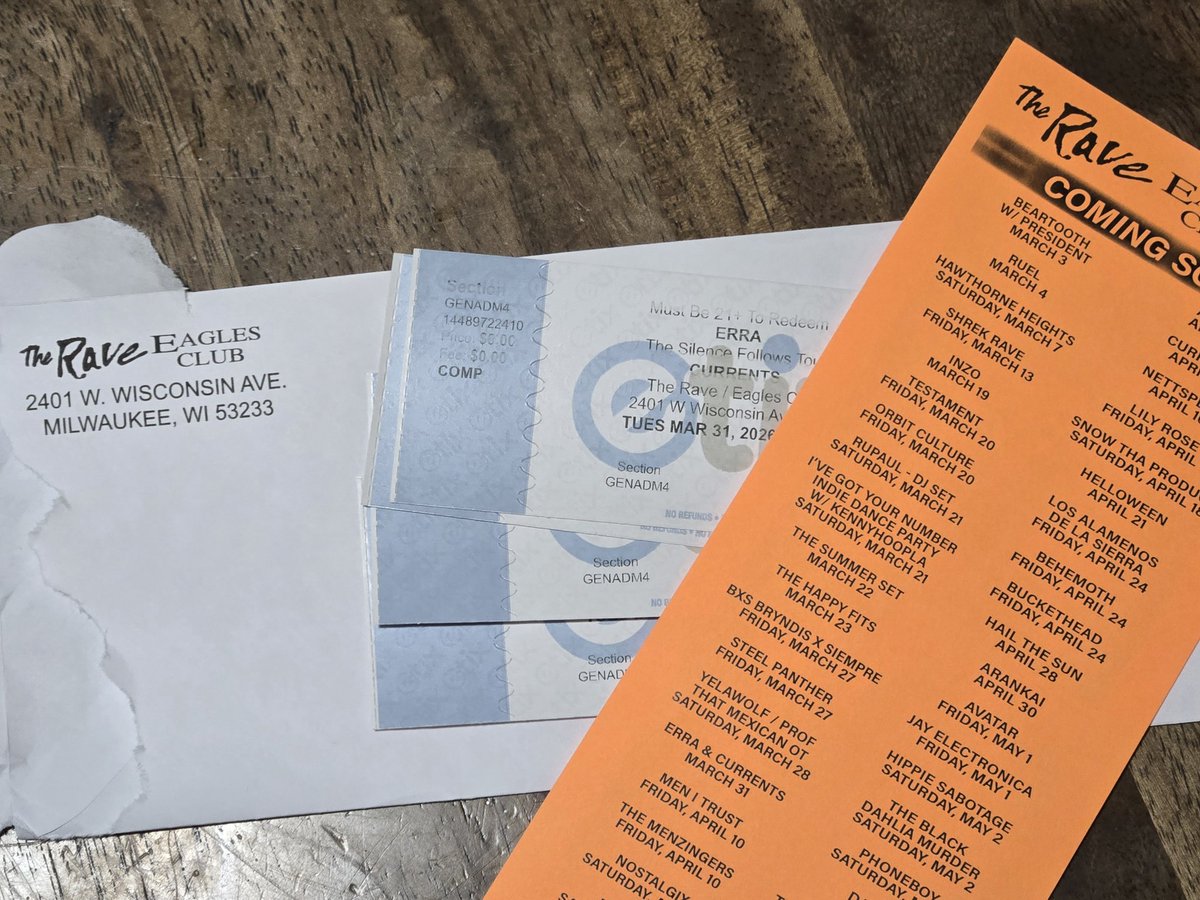 The Rave EAGLES
CLUB
2401 W. WISCONSIN AVE.
MILWAUKEE, WI 53233
Section
GENADM4
14489722410
Price: $0.00
Fee: $0.00
COMP
Must Be 21+ To Redeem
ERRA
The Silence Follows
CURRENTS
The Rave / Eagles
2401 W Wisconsin
TUES MAR 31, 2026
Section
GENADM4
NO REFUNDS
NO REFUNDS
Section
GENADM4
NO
Section
The Rave
COMING
BEARTOOTH
W/ PRESIDENT
MARCH 3
RUEL
MARCH 4
HAWTHORNE HEIGHTS
SATURDAY, MARCH 7
SHREK RAVE
FRIDAY, MARCH 13
INZO
MARCH 19
TESTAMENT
FRIDAY, MARCH 20
ORBIT CULTURE
FRIDAY, MARCH 20
RUPAUL - DJ SET
SATURDAY, MARCH 21
I'VE GOT YOUR NUMBER
INDIE DANCE PARTY
W/ KENNYHOOPLA
SATURDAY, MARCH 21
THE SUMMER SET
MARCH 22
THE HAPPY FITS
MARCH 23
BXS BRYNDIS X SIEMPRE
FRIDAY, MARCH 27
STEEL PANTHER
FRIDAY, MARCH 27
YELAWOLF / PROF
THAT MEXICAN OT
SATURDAY, MARCH 28
ERRA & CURRENTS
MARCH 31
MEN I TRUST
FRIDAY, APRIL 10
THE MENZINGERS
FRIDAY, APRIL 10
NOSTALGIX
SATURDAY,
APRIL
LILY ROSE
FRIDAY, APRIL
SNOW THA
SATURDAY, APRIL 18
HELLOWEEN
APRIL 21
LOS ALAMENOS
DE LA SIERRA
FRIDAY, APRIL 24
BEHEMOTH
FRIDAY, APRIL 24
BUCKETHEAD
FRIDAY, APRIL 24
HAIL THE SUN
APRIL 28
ARANKAI
APRIL 30
AVATAR
FRIDAY, MAY 1
JAY ELECTRONICA
FRIDAY, MAY 1
HIPPIE SABOTAGE
SATURDAY, MAY 2
THE BLACK
DAHLIA MURDER
SATURDAY, MAY 2
PHONEBOY
SATURDAY,